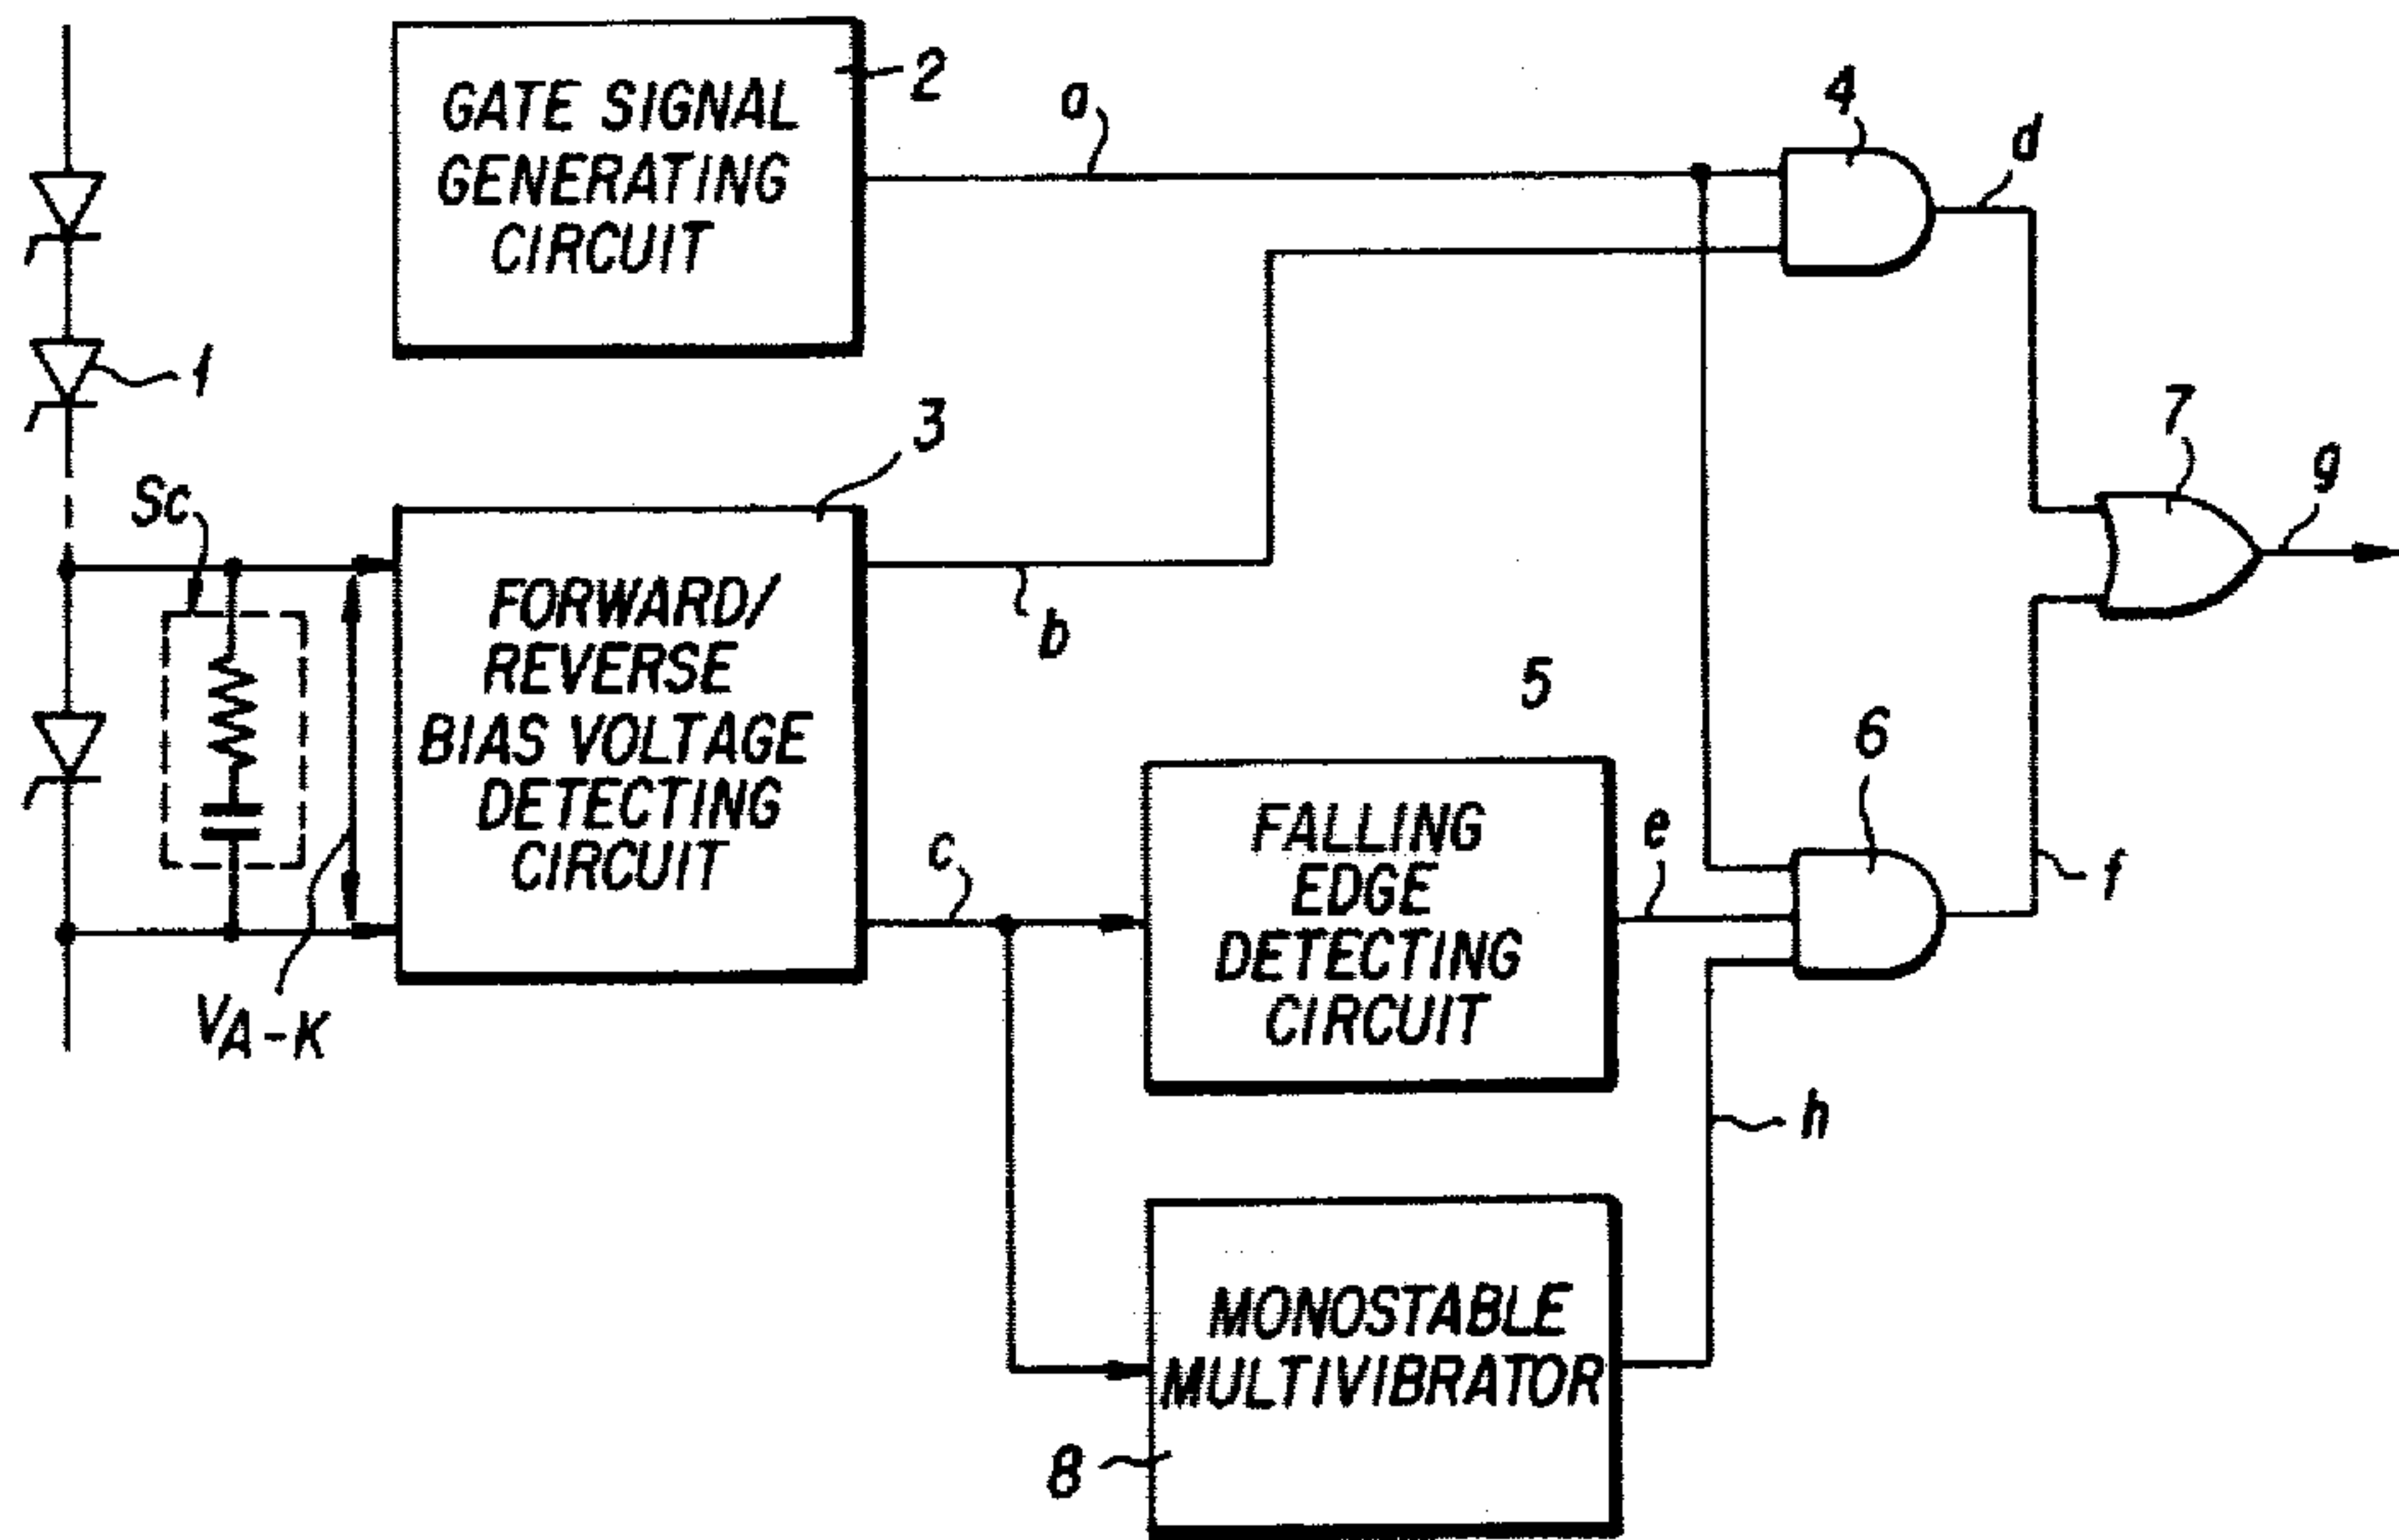 GATE SIGNAL
GENERATING
CIRCUIT
2
a
4
d
1
3
7
g
Sc
FORWARD/
REVERSE
BIAS VOLTAGE
DETECTING
CIRCUIT
b
5
6
c
FALLING
EDGE
DETECTING
CIRCUIT
e
f
VA-K
h
MONOSTABLE
MULTIVIBRATOR
8